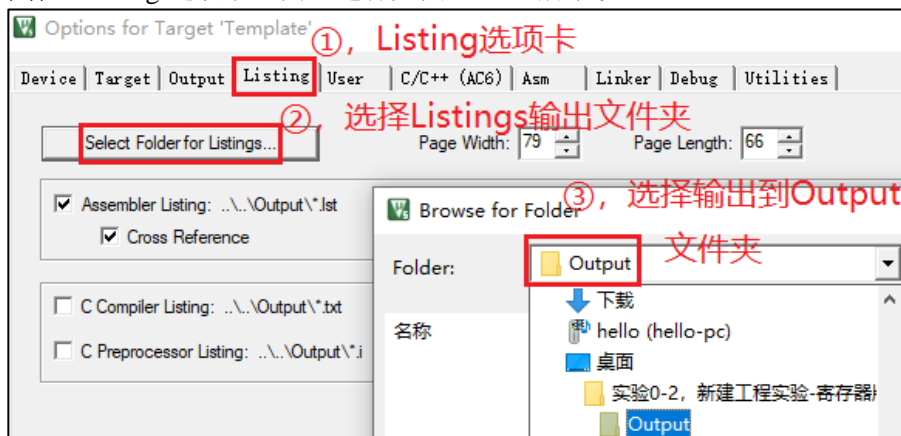 Options for Target 'Template'
①，Listing选项卡
Device Target Output Listing User C/C++ (AC6) Asm Linker Debug Utilities
②，选择Listings输出文件夹
Select Folder for Listings... Page Width: 79 Page Length: 66
③，选择输出到Output
文件夹
Assembler Listing: ..\..\Output\*.lst
Cross Reference
C Compiler Listing: ..\..\Output\*.txt
C Preprocessor Listing: ..\..\Output\*.i
Browse for Folder
Folder: Output
下载
名称 hello (hello-pc)
桌面
实验0-2，新建工程实验-寄存器
Output